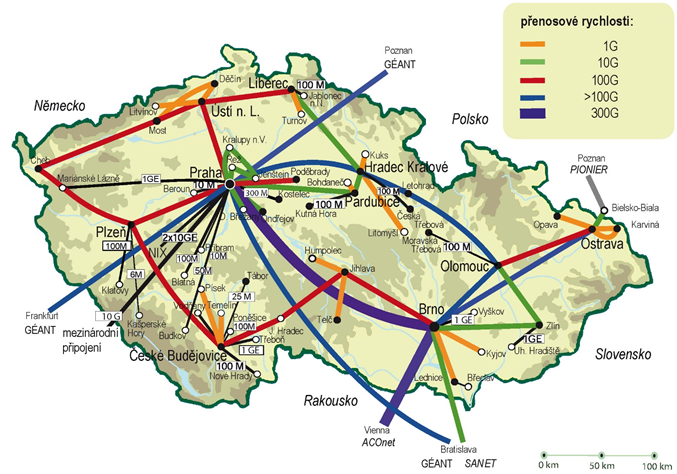 přenosové rychlosti:
1G
10G
100G
>100G
300G
Poznan
GÉANT
Německo
Polsko
Děčín
Liberec
100 M
Jablonec
n.N.
Litvínov
Ústí n. L.
Turnov
Most
Kralupy n.V.
Řež
Kuks
Hradec Králové
Poznan
PIONIER
Cheb
Mariánské Lázně
1GE
Praha
10 M
Beroun
Poděbrady
Bohdaneč
Kostelec
300 M
Kutná Hora
100 M
Pardubice
100 M
Česká
Třebová
Litomyšl
Moravská
Třebová
100 M
Bielsko-Biala
Opava
Karviná
Ostrava
Ondřejov
Plzeň
2x10GE
NIX
100M
6M
Příbram
100M
10M
50M
Blatná
Písek
Tábor
25 M
Humpolec
Jihlava
Olomouc
Klatovy
Kašperské
Hory
Vodňany
Temelín
Poněšice
100M
Budkov
J. Hradec
Třeboň
1 GE
Telč
Brno
1 GE
Vyškov
Zlín
1GE
Uh. Hradiště
Kyjov
Frankfurt
GÉANT
10 G
mezinárodní
připojení
České Budějovice
100 M
Nové Hrady
Lednice
Břeclav
Slovensko
Rakousko
Vienna
ACOnet
Bratislava
GÉANT
SANET
0 km
50 km
100 km